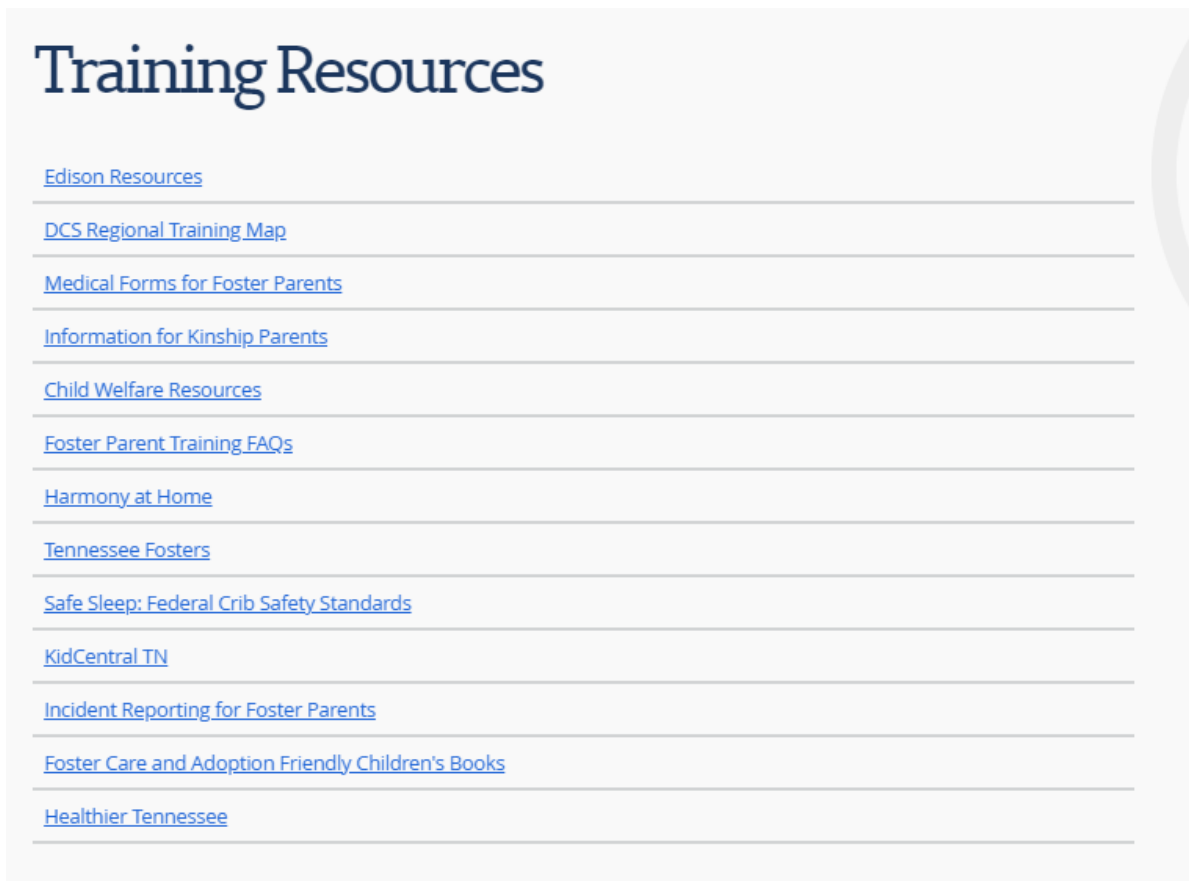 Training Resources
Edison Resources
DCS Regional Training Map
Medical Forms for Foster Parents
Information for Kinship Parents
Child Welfare Resources
Foster Parent Training FAQs
Harmony at Home
Tennessee Fosters
Safe Sleep: Federal Crib Safety Standards
KidCentral TN
Incident Reporting for Foster Parents
Foster Care and Adoption Friendly Children's Books
Healthier Tennessee